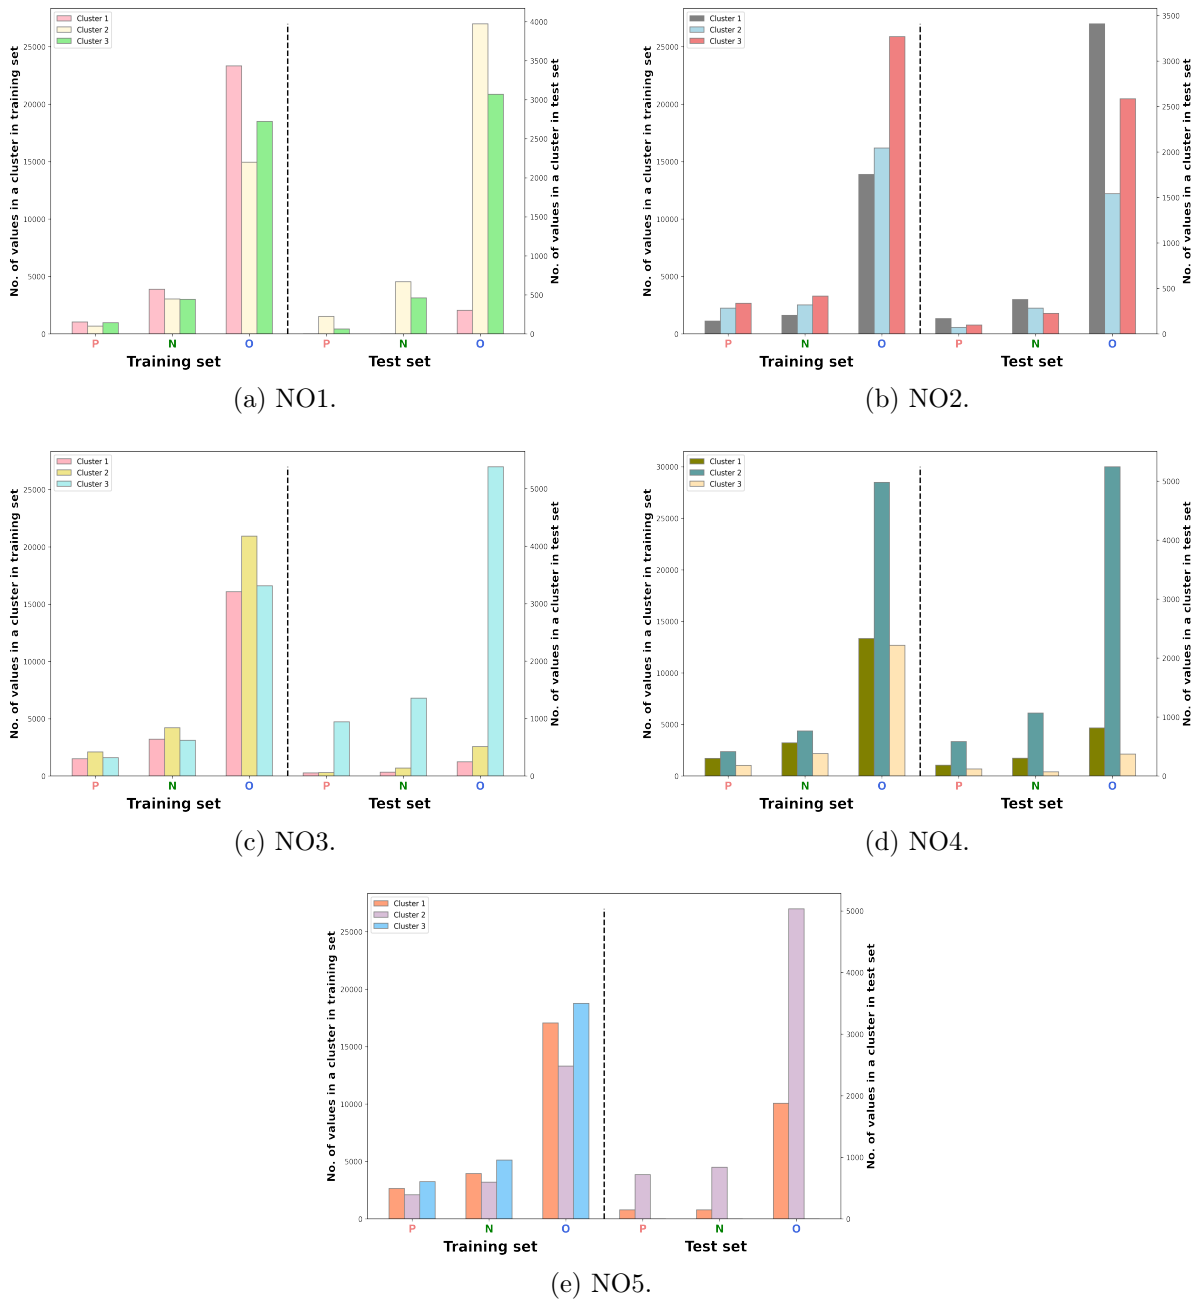 Cluster 1
Cluster 2
Cluster 3
No. of values in a cluster in training set
25000
20000
15000
10000
5000
0
4000
3500
3000
2500
2000
1500
1000
500
0
No. of values in a cluster in test set
P N O P N O
Training set Test set
(a) NO1.
Cluster 1
Cluster 2
Cluster 3
No. of values in a cluster in training set
25000
20000
15000
10000
5000
0
3500
3000
2500
2000
1500
1000
500
0
No. of values in a cluster in test set
P N O P N O
Training set Test set
(b) NO2.
Cluster 1
Cluster 2
Cluster 3
No. of values in a cluster in training set
25000
20000
15000
10000
5000
0
5000
4000
3000
2000
1000
0
No. of values in a cluster in test set
P N O P N O
Training set Test set
(c) NO3.
Cluster 1
Cluster 2
Cluster 3
No. of values in a cluster in training set
30000
25000
20000
15000
10000
5000
0
5000
4000
3000
2000
1000
0
No. of values in a cluster in test set
P N O P N O
Training set Test set
(d) NO4.
Cluster 1
Cluster 2
Cluster 3
No. of values in a cluster in training set
25000
20000
15000
10000
5000
0
5000
4000
3000
2000
1000
0
No. of values in a cluster in test set
P N O P N O
Training set Test set
(e) NO5.